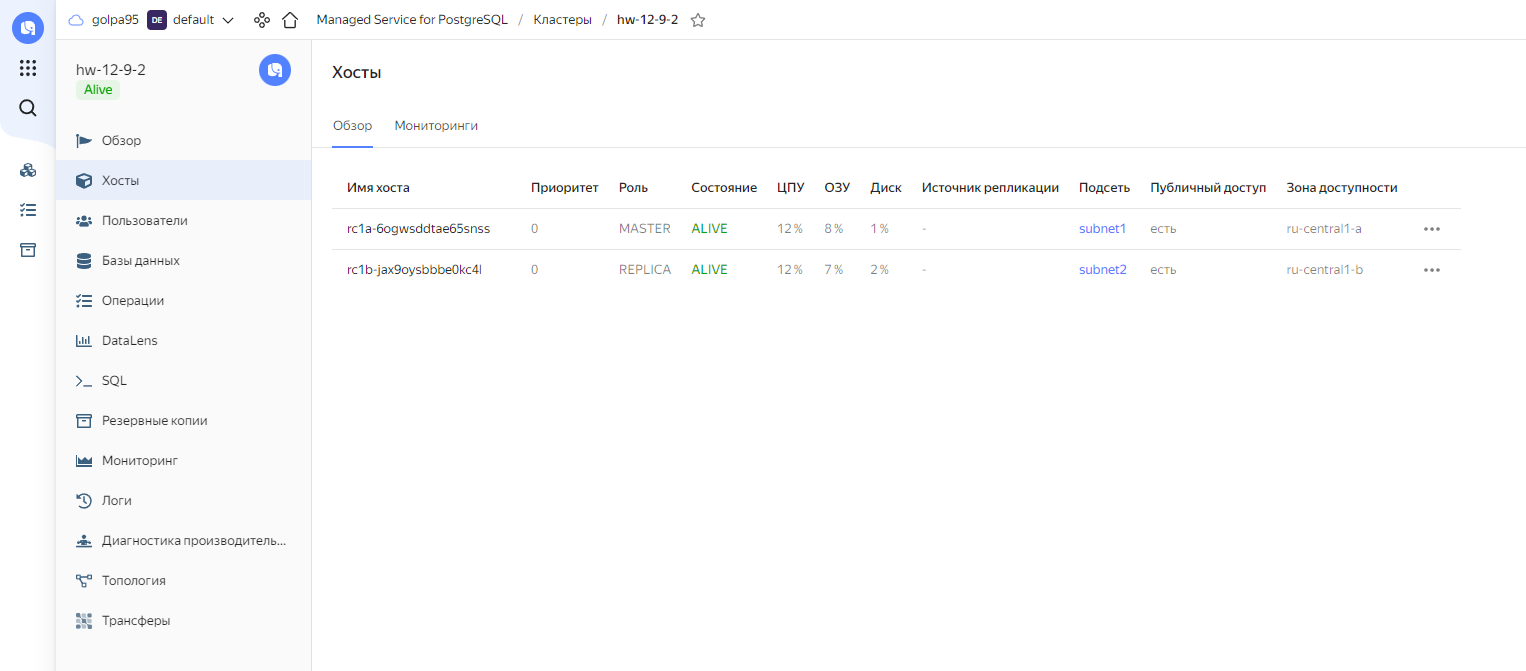 golpa95 DE default Managed Service for PostgreSQL / Кластеры / hw-12-9-2
hw-12-9-2
Alive
Обзор
Хосты
Пользователи
Базы данных
Операции
DataLens
SQL
Резервные копии
Мониторинг
Логи
Диагностика производитель...
Топология
Трансферы
Хосты
Обзор Мониторинги
Имя хоста Приоритет Роль Состояние ЦПУ ОЗУ Диск Источник репликации Подсеть Публичный доступ Зона доступности
rc1a-6ogwsddtae65snss 0 MASTER ALIVE 12 % 8 % 1 % - subnet1 есть ru-central1-a
rc1b-jax9oysbbbe0kc4l 0 REPLICA ALIVE 12 % 7 % 2 % - subnet2 есть ru-central1-b